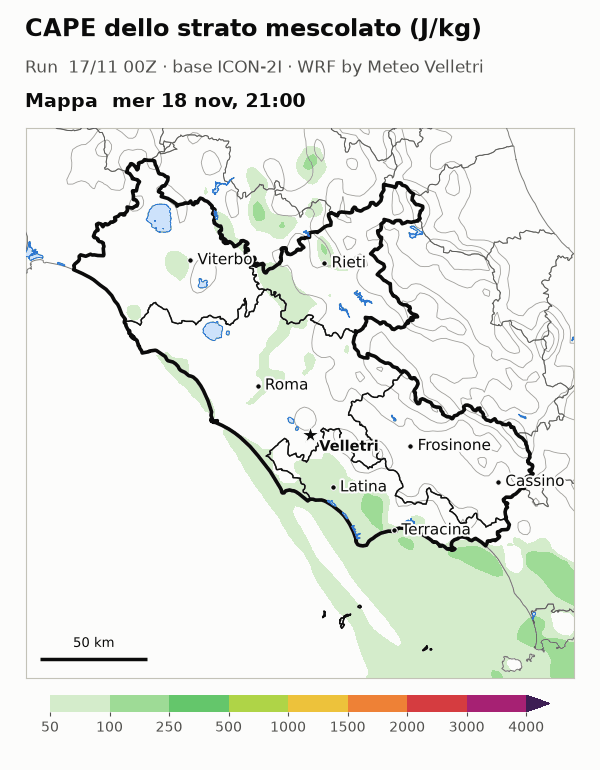 CAPE dello strato mescolato (J/kg)
Run  17/11 00Z · base ICON-2I · WRF by Meteo Velletri
Mappa  mer 18 nov, 21:00
Viterbo
Rieti
Roma
Velletri
Frosinone
Latina
Cassino
Terracina
50 km
50 100 250 500 1000 1500 2000 3000 4000